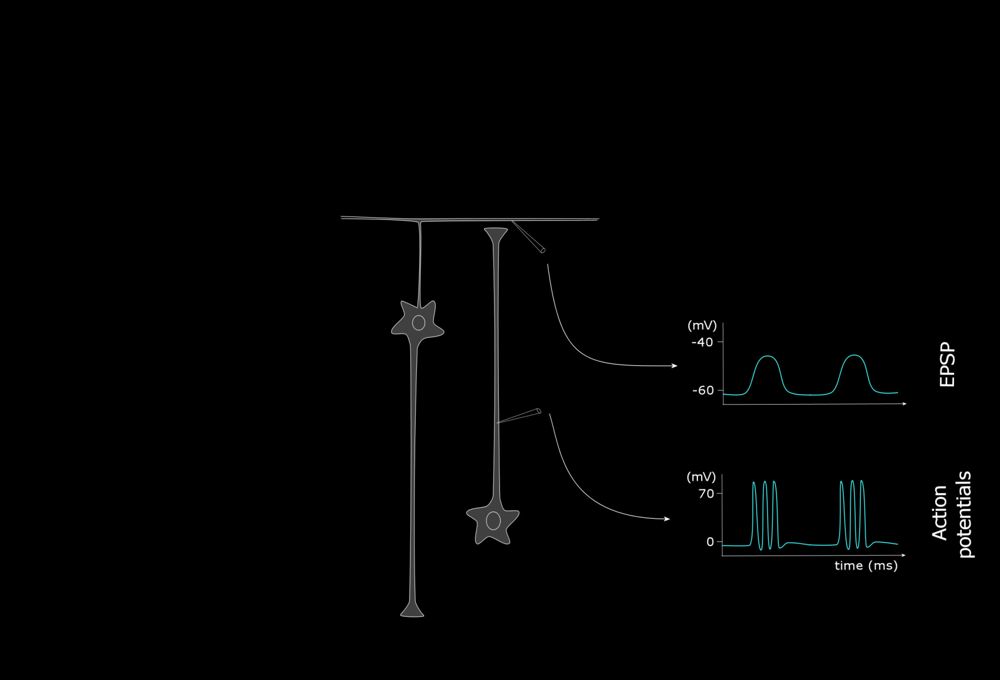 (mV)
-40
-60
EPSP
(mV)
70
0
time (ms)
Action
potentials